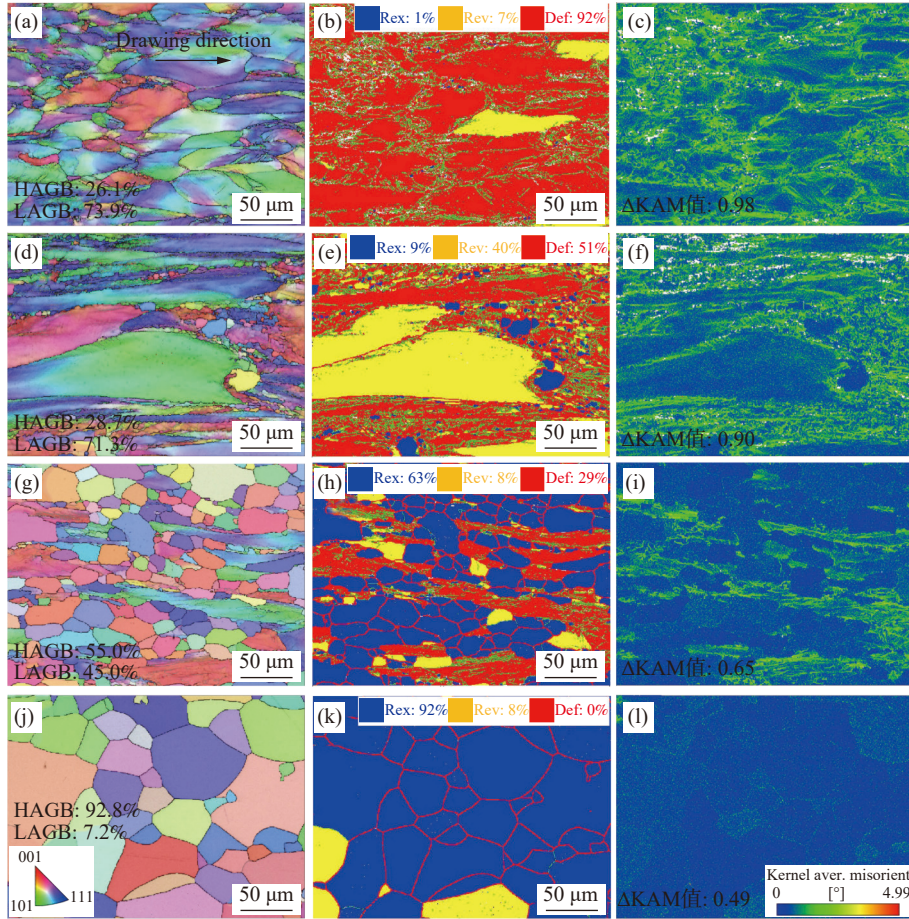 (a)
Drawing direction
HAGB: 26.1%
LAGB: 73.9%
50 μm
(b)
Rex: 1% Rev: 7% Def: 92%
50 μm
(c)
ΔKAM值: 0.98
(d)
HAGB: 28.7%
LAGB: 71.3%
50 μm
(e)
Rex: 9% Rev: 40% Def: 51%
50 μm
(f)
ΔKAM值: 0.90
(g)
HAGB: 55.0%
LAGB: 45.0%
50 μm
(h)
Rex: 63% Rev: 8% Def: 29%
50 μm
(i)
ΔKAM值: 0.65
(j)
HAGB: 92.8%
LAGB: 7.2%
001
101
111
50 μm
(k)
Rex: 92% Rev: 8% Def: 0%
50 μm
(l)
ΔKAM值: 0.49
Kernel aver. misorient
0 [°] 4.99